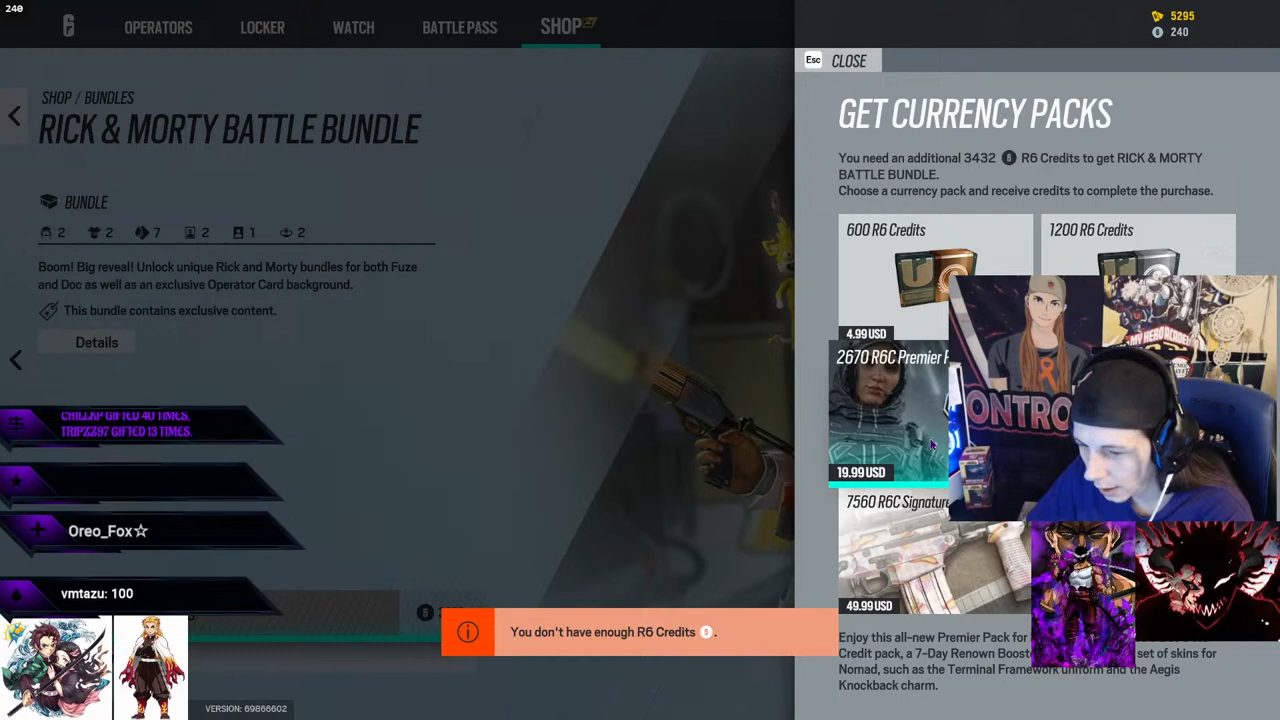 240
OPERATORS
LOCKER
WATCH
BATTLE PASS
SHOP
5295
240
Esc CLOSE
SHOP / BUNDLES
RICK & MORTY BATTLE BUNDLE
BUNDLE
2 2 7 2 1 2
Boom! Big reveal! Unlock unique Rick and Morty bundles for both Fuze
and Doc as well as an exclusive Operator Card background.
This bundle contains exclusive content.
Details
CHILLXP GIFTED 40 TIMES.
TRIPZZ97 GIFTED 13 TIMES.
Oreo_Fox☆
vmtazu: 100
VERSION: 69866602
GET CURRENCY PACKS
You need an additional 3432 R6 Credits to get RICK & MORTY
BATTLE BUNDLE.
Choose a currency pack and receive credits to complete the purchase.
600 R6 Credits
1200 R6 Credits
4.99 USD
2670 R6C Premier
19.99 USD
7560 R6C Signature
49.99 USD
MY HERO ACADE
ONTRO
You don't have enough R6 Credits.
Enjoy this all-new Premier Pack for
Credit pack, a 7-Day Renown Booste set of skins for
Nomad, such as the Terminal Framework uniform and the Aegis
Knockback charm.